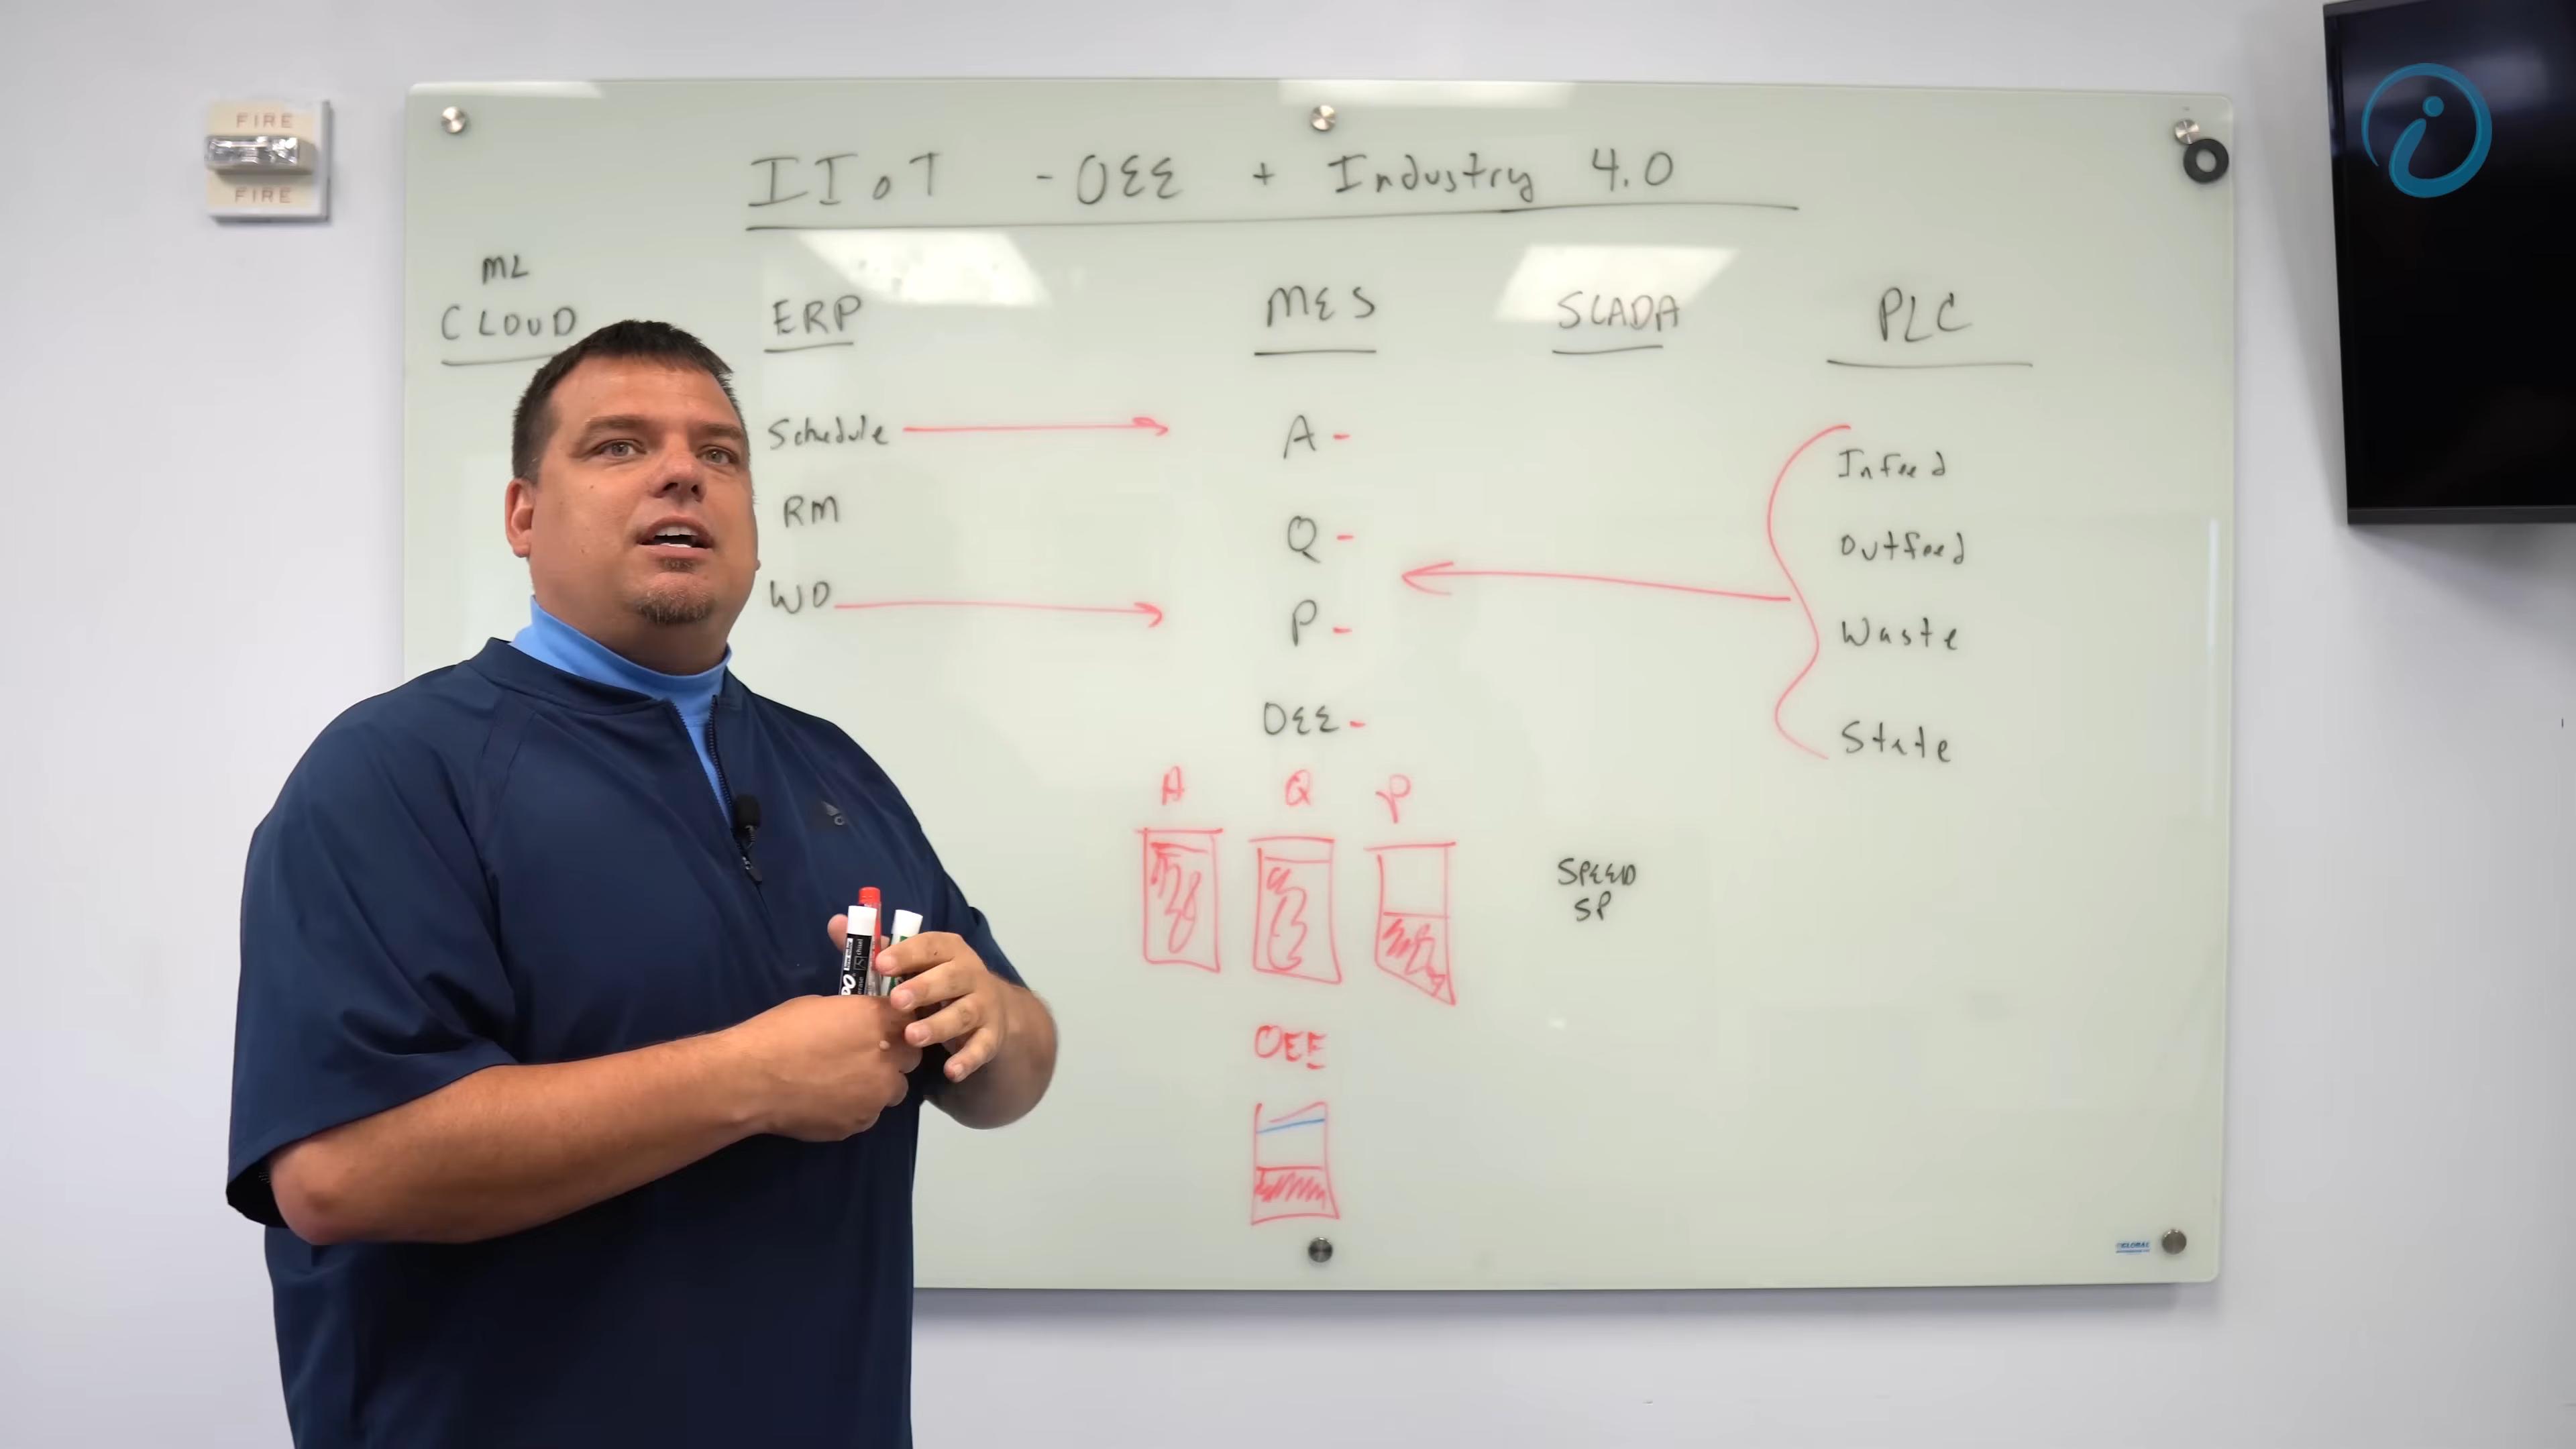 FIRE
FIRE
IIoT - OEE + Industry 4.0
ML
CLOUD
ERP
MES
SCADA
PLC
Schedule
RM
WO
A -
Q -
P -
OEE -
Infeed
Outfeed
Waste
State
A Q P
SPEED
SP
OEE
GLOBAL